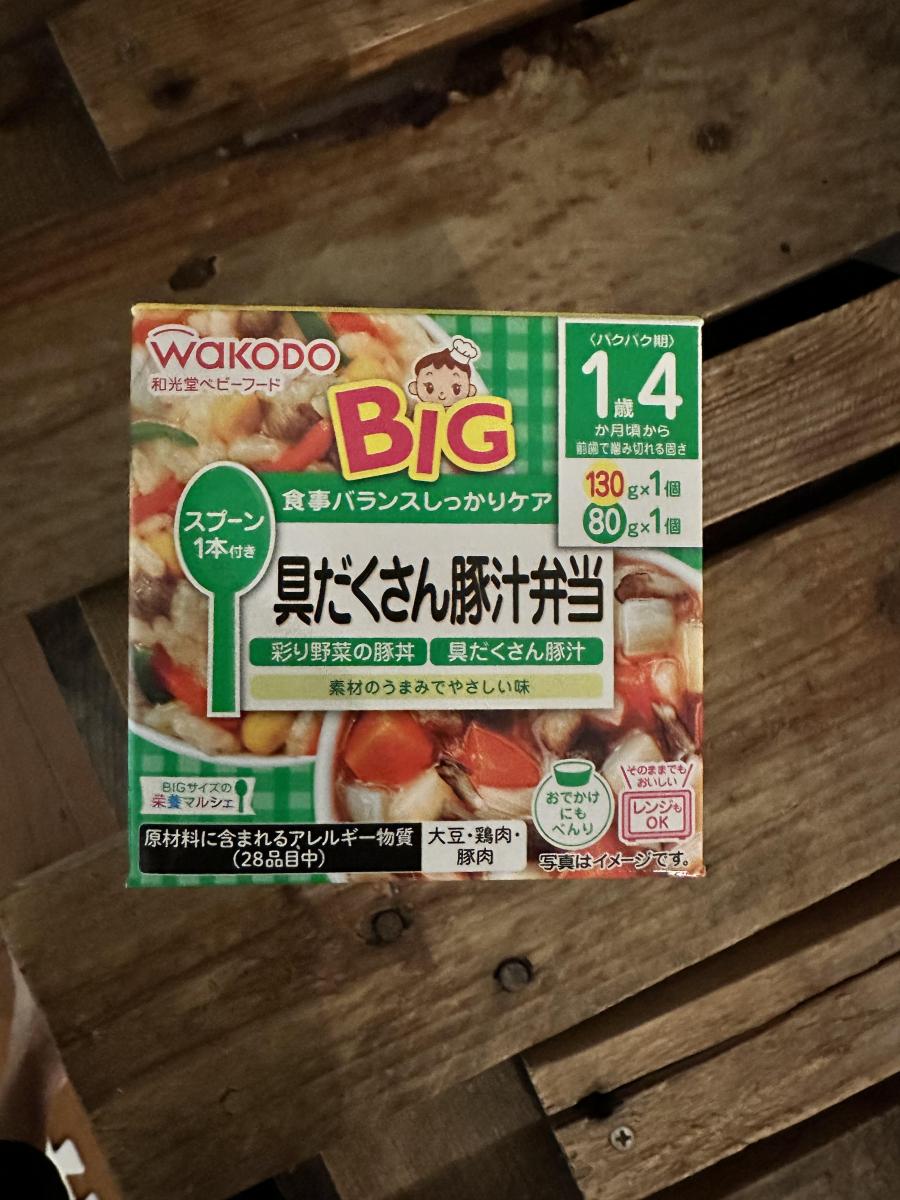 WaKODO
和光堂ベビーフード
BIG
食事バランスしっかりケア
〈パクパク期〉
1歳4
か月頃から
前歯で噛み切れる固さ
130g×1個
80g×1個
スプーン
1本付き
具だくさん豚汁弁当
彩り野菜の豚丼
具だくさん豚汁
素材のうまみでやさしい味
BIGサイズの
栄養マルシェ
おでかけ
にも
べんり
そのままでも
おいしい
レンジも
OK
原材料に含まれるアレルギー物質
(28品目中)
大豆・鶏肉・
豚肉
写真はイメージです。